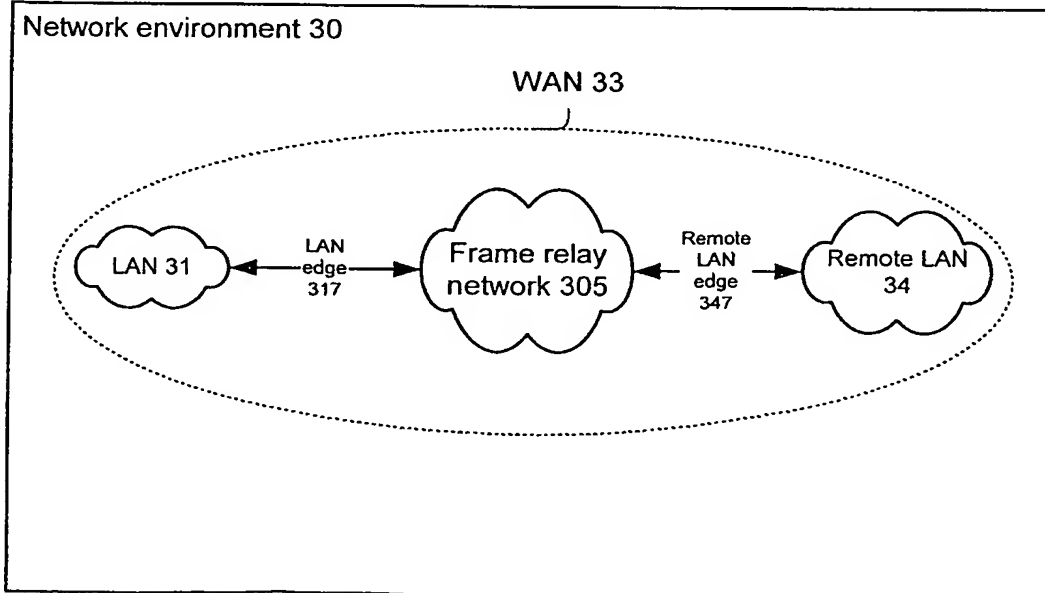 Network environment 30
WAN 33
LAN 31
LAN
edge
317
Frame relay
network 305
Remote
LAN
edge
347
Remote LAN
34